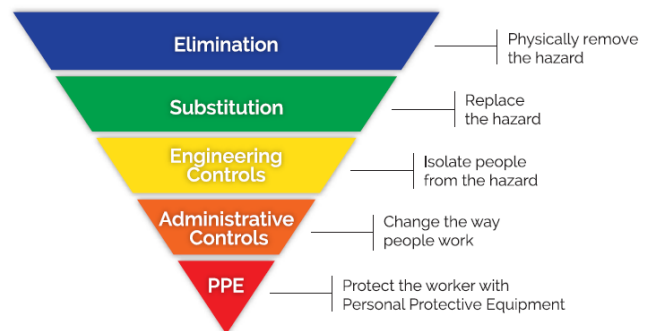 Elimination
Physically remove
the hazard
Substitution
Replace
the hazard
Engineering
Controls
Isolate people
from the hazard
Administrative
Controls
Change the way
people work
PPE
Protect the worker with
Personal Protective Equipment